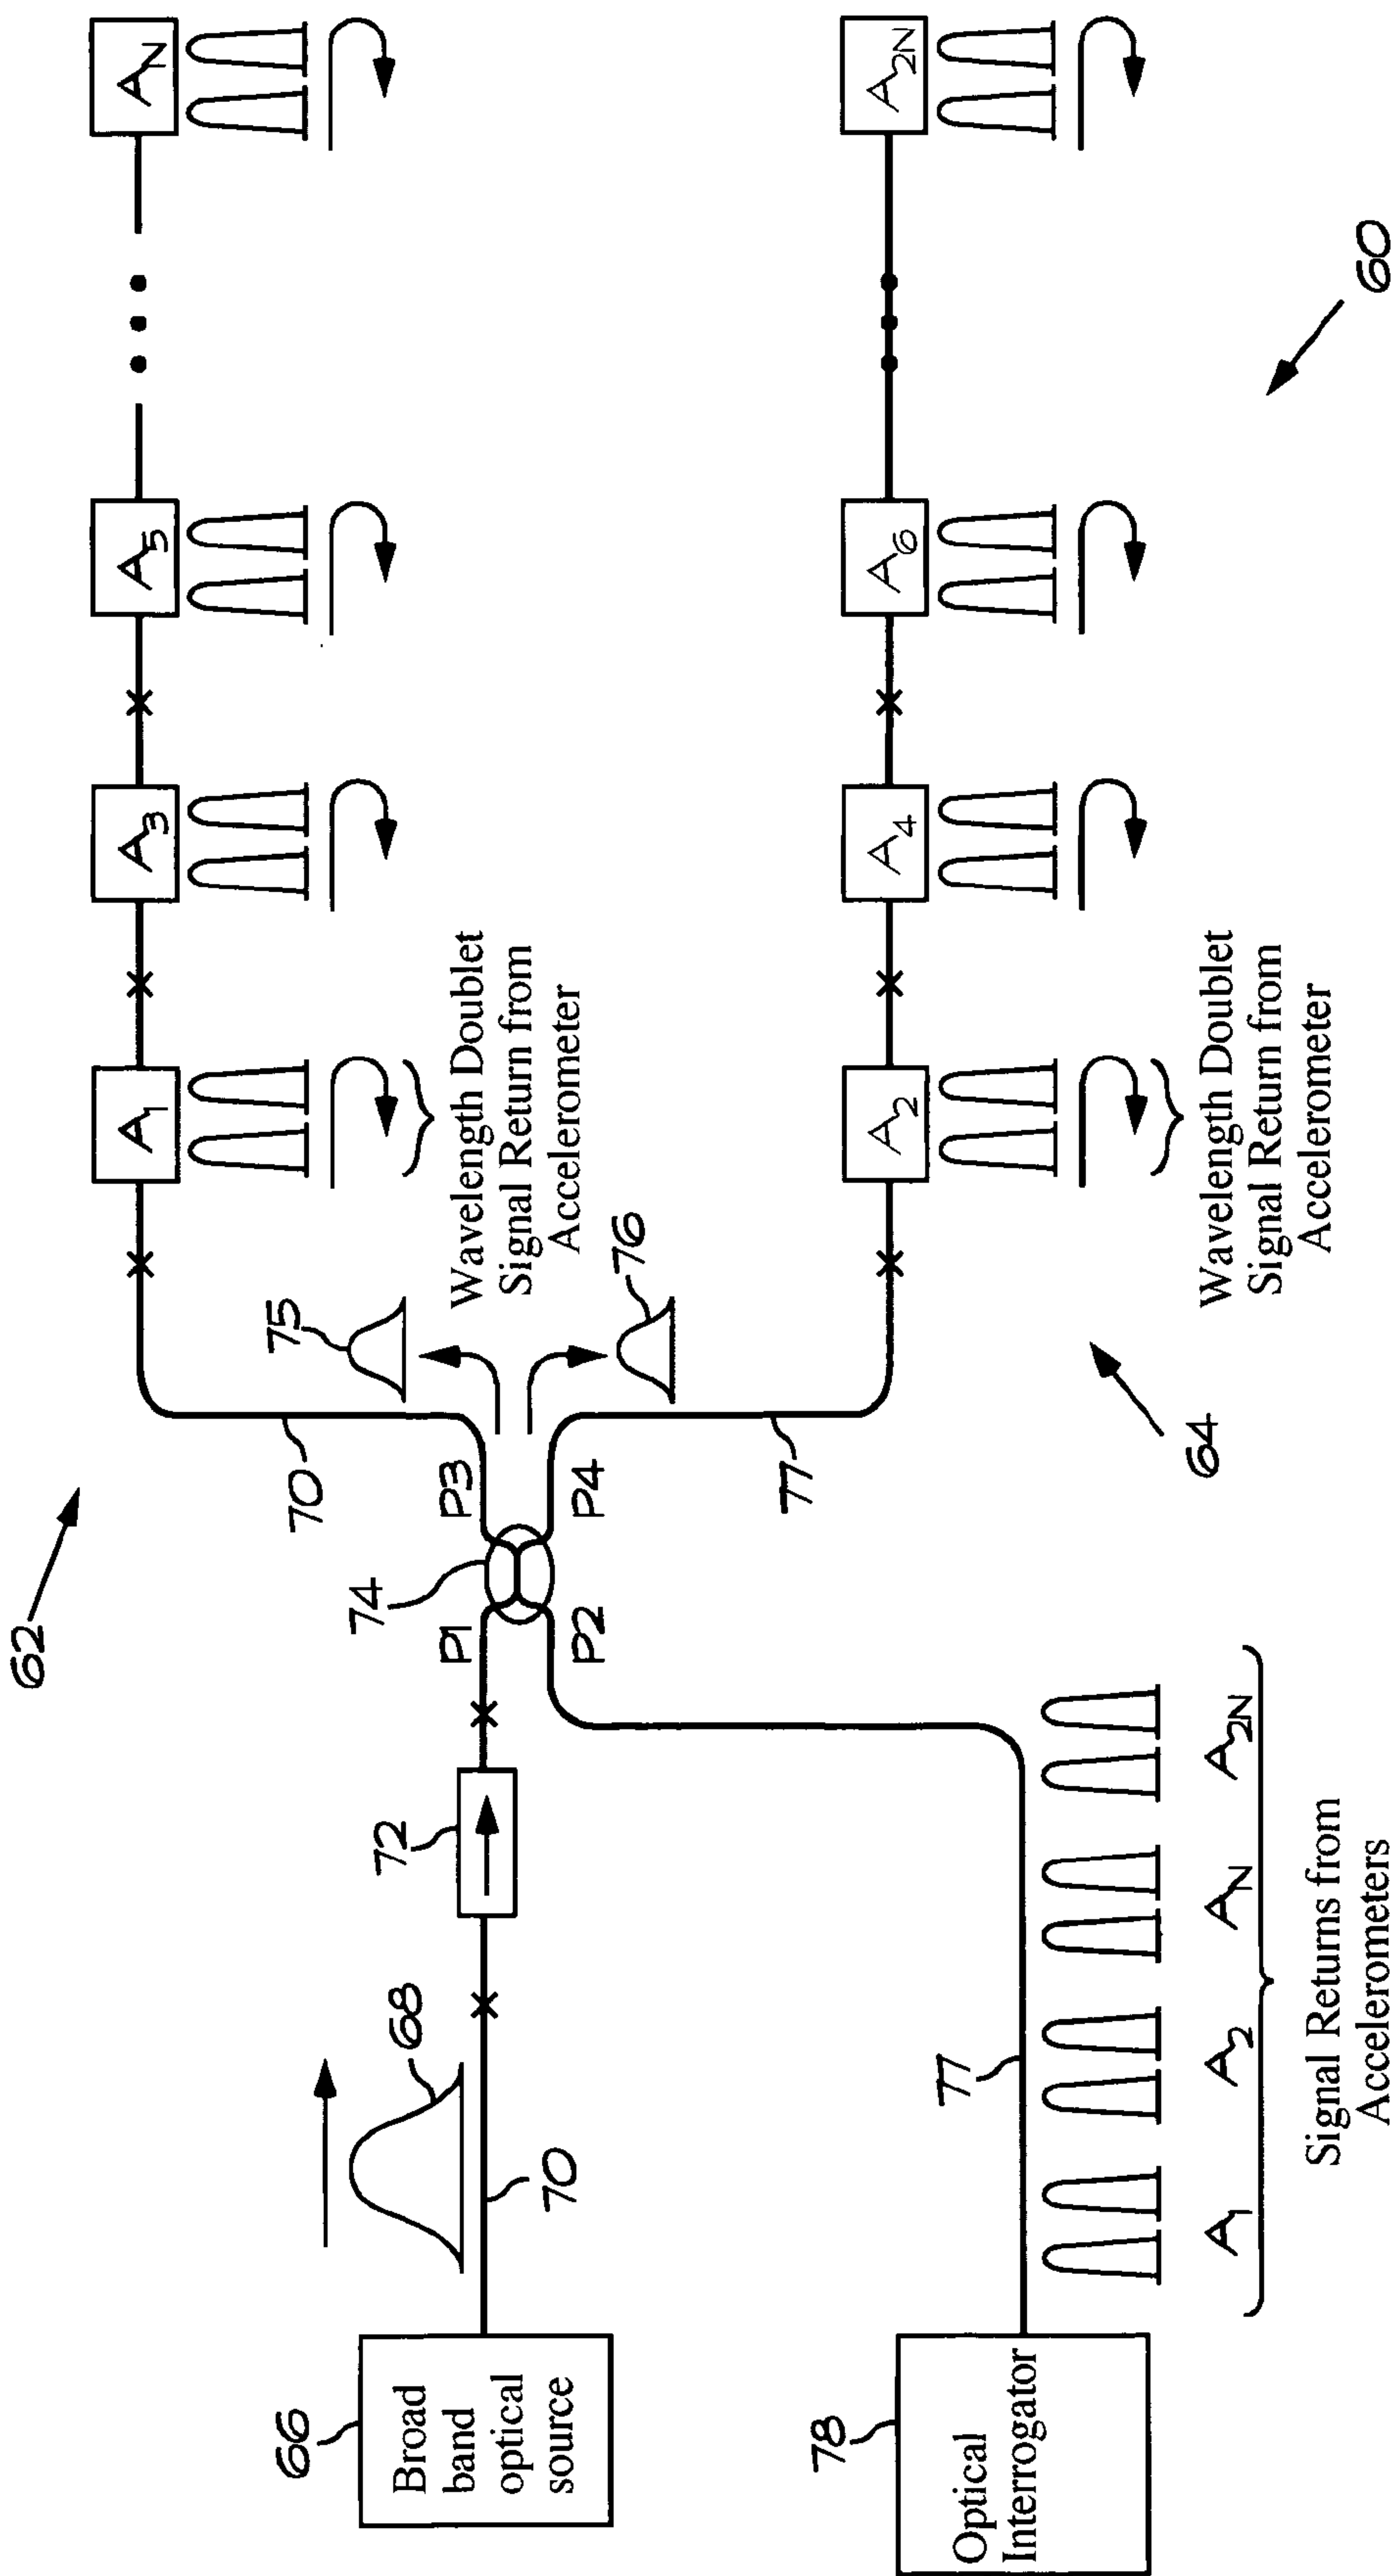 62
A1
A3
A5
AN
70
75
Wavelength Doublet
Signal Return from
Accelerometer
66
Broad
band
optical
source
68
70
72
74
P1
P2
P3
P4
76
77
64
A2
A4
A6
A2N
Wavelength Doublet
Signal Return from
Accelerometer
78
Optical
Interrogator
77
A1
A2
AN
A2N
Signal Returns from
Accelerometers
60